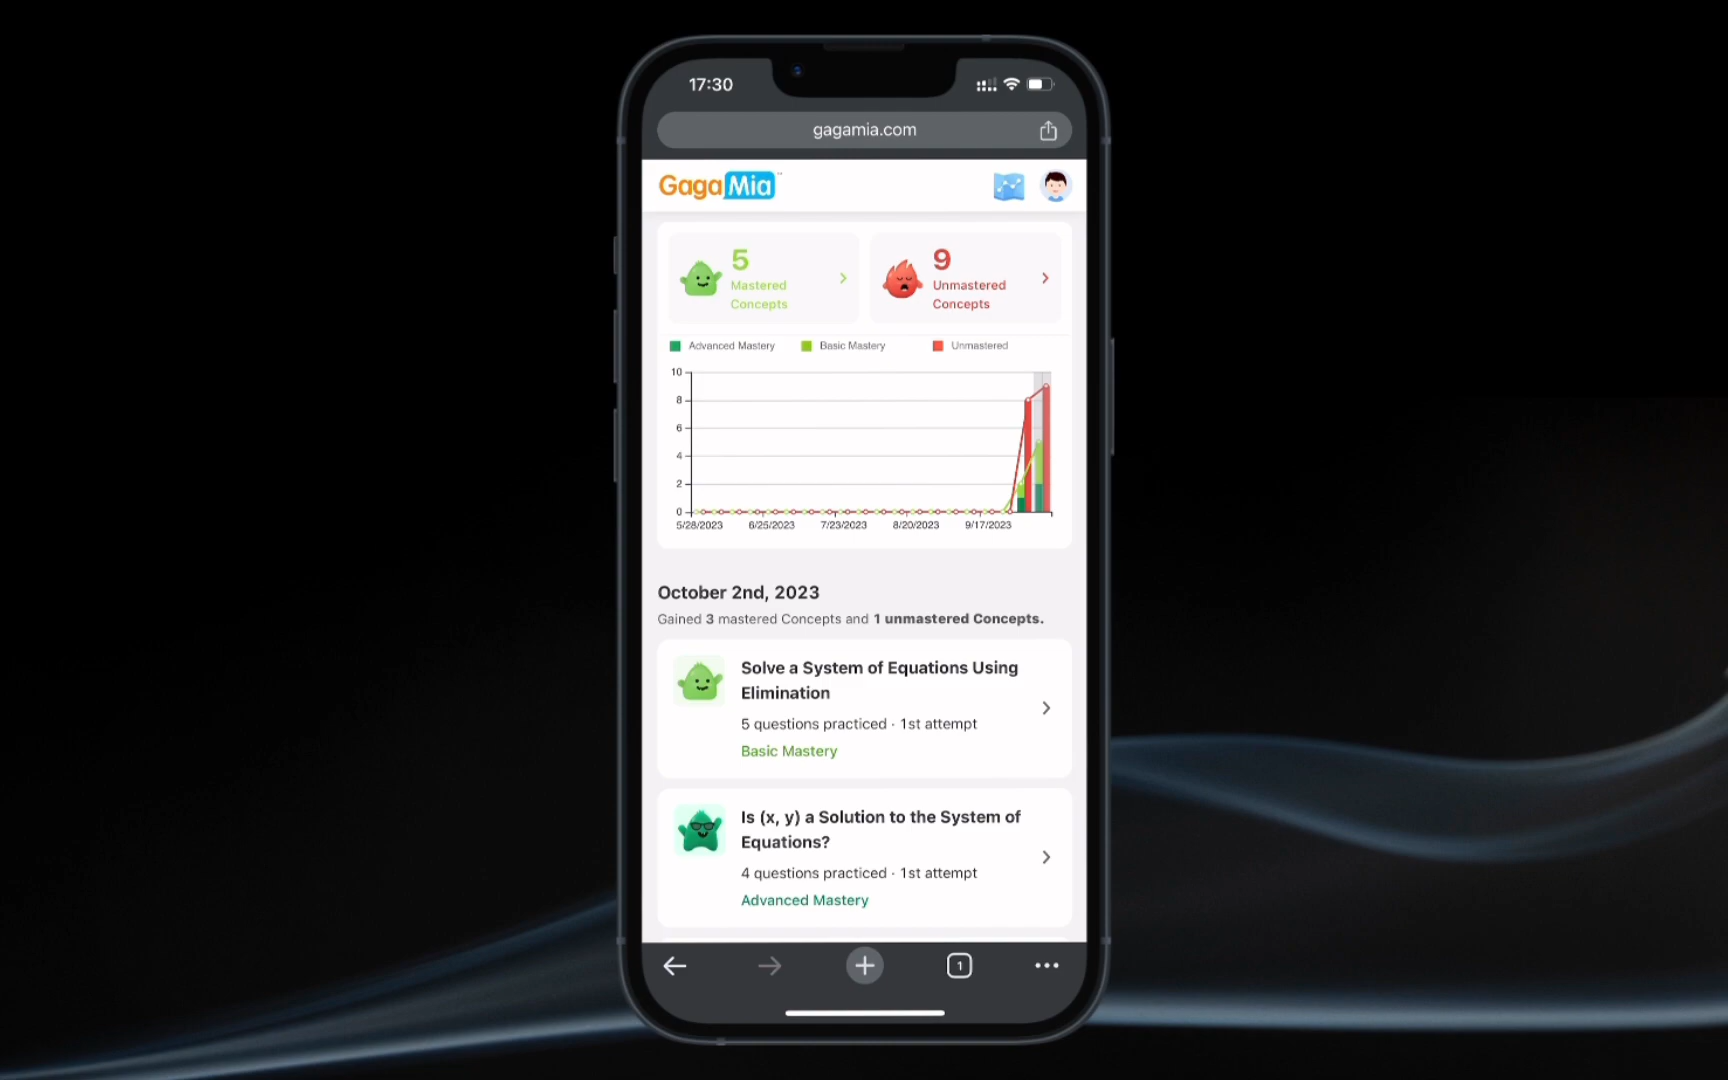 17:30
gagamia.com
GagaMia
5
Mastered
Concepts
9
Unmastered
Concepts
Advanced Mastery
Basic Mastery
Unmastered
10
8
6
4
2
0
5/28/2023
6/25/2023
7/23/2023
8/20/2023
9/17/2023
October 2nd, 2023
Gained 3 mastered Concepts and 1 unmastered Concepts.
Solve a System of Equations Using
Elimination
5 questions practiced · 1st attempt
Basic Mastery
Is (x, y) a Solution to the System of
Equations?
4 questions practiced · 1st attempt
Advanced Mastery
1